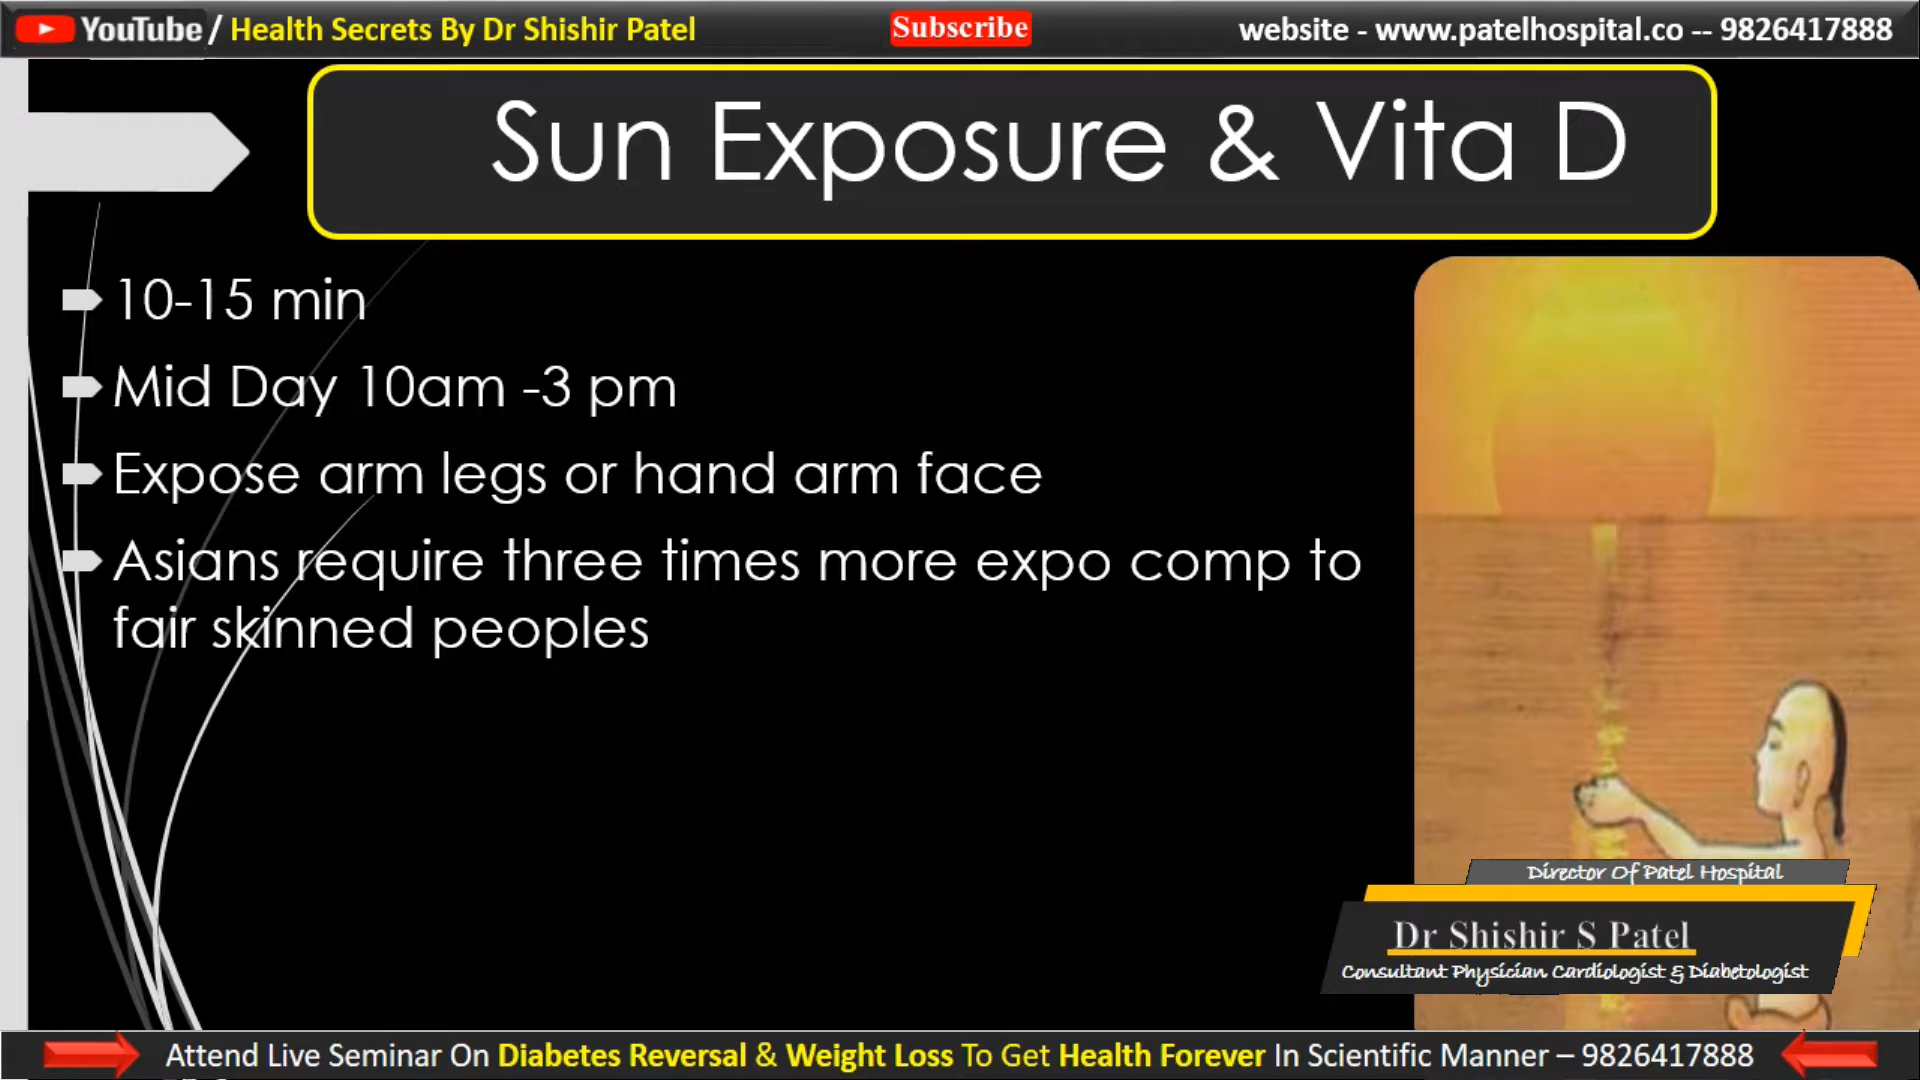 YouTube / Health Secrets By Dr Shishir Patel
Subscribe
website - www.patelhospital.co -- 9826417888
Sun Exposure & Vita D
10-15 min
Mid Day 10am -3 pm
Expose arm legs or hand arm face
Asians require three times more expo comp to
fair skinned peoples
Director Of Patel Hospital
Dr Shishir S Patel
Consultant Physician Cardiologist & Diabetologist
Attend Live Seminar On Diabetes Reversal & Weight Loss To Get Health Forever In Scientific Manner – 9826417888